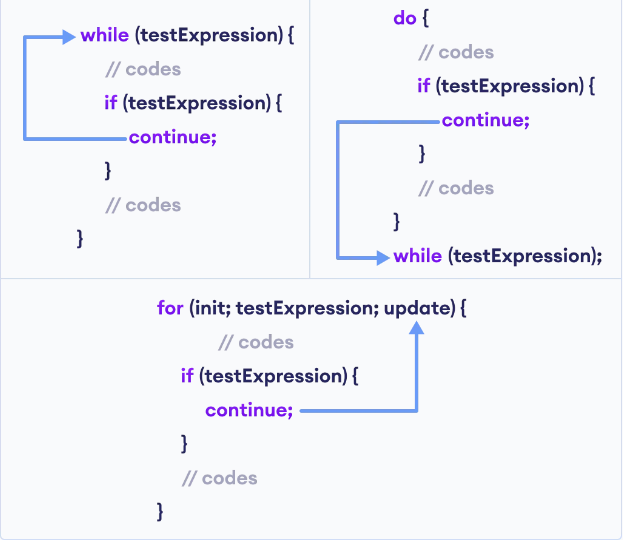 while (testExpression) {
// codes
if (testExpression) {
continue;
}
// codes
}
do {
// codes
if (testExpression) {
continue;
}
// codes
}
while (testExpression);
for (init; testExpression; update) {
// codes
if (testExpression) {
continue;
}
// codes
}